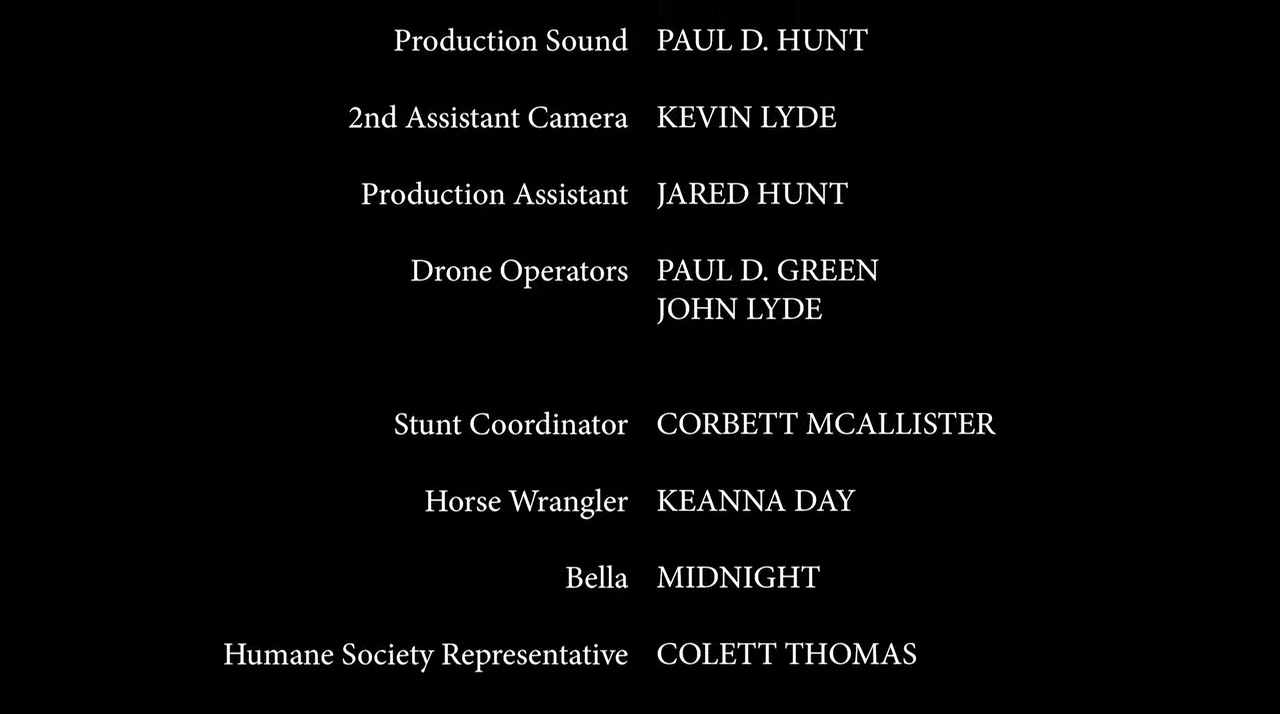 Production Sound PAUL D. HUNT
2nd Assistant Camera KEVIN LYDE
Production Assistant JARED HUNT
Drone Operators PAUL D. GREEN
JOHN LYDE
Stunt Coordinator CORBETT MCALLISTER
Horse Wrangler KEANNA DAY
Bella MIDNIGHT
Humane Society Representative COLETT THOMAS